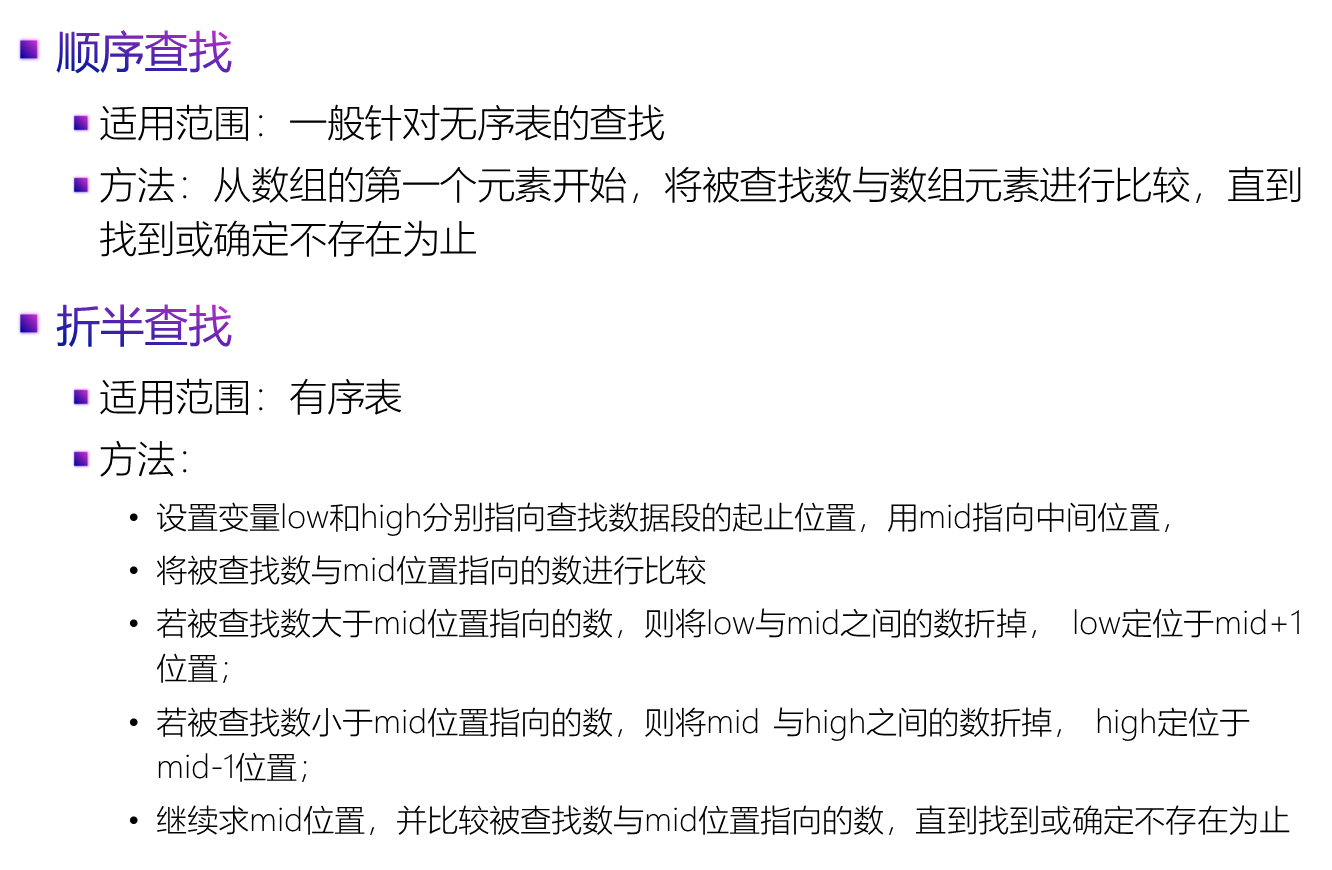 顺序查找
适用范围：一般针对无序表的查找
方法：从数组的第一个元素开始，将被查找数与数组元素进行比较，直到
找到或确定不存在为止
折半查找
适用范围：有序表
方法：
• 设置变量low和high分别指向查找数据段的起止位置，用mid指向中间位置，
• 将被查找数与mid位置指向的数进行比较
• 若被查找数大于mid位置指向的数，则将low与mid之间的数折掉， low定位于mid+1
位置；
• 若被查找数小于mid位置指向的数，则将mid 与high之间的数折掉， high定位于
mid-1位置；
• 继续求mid位置，并比较被查找数与mid位置指向的数，直到找到或确定不存在为止